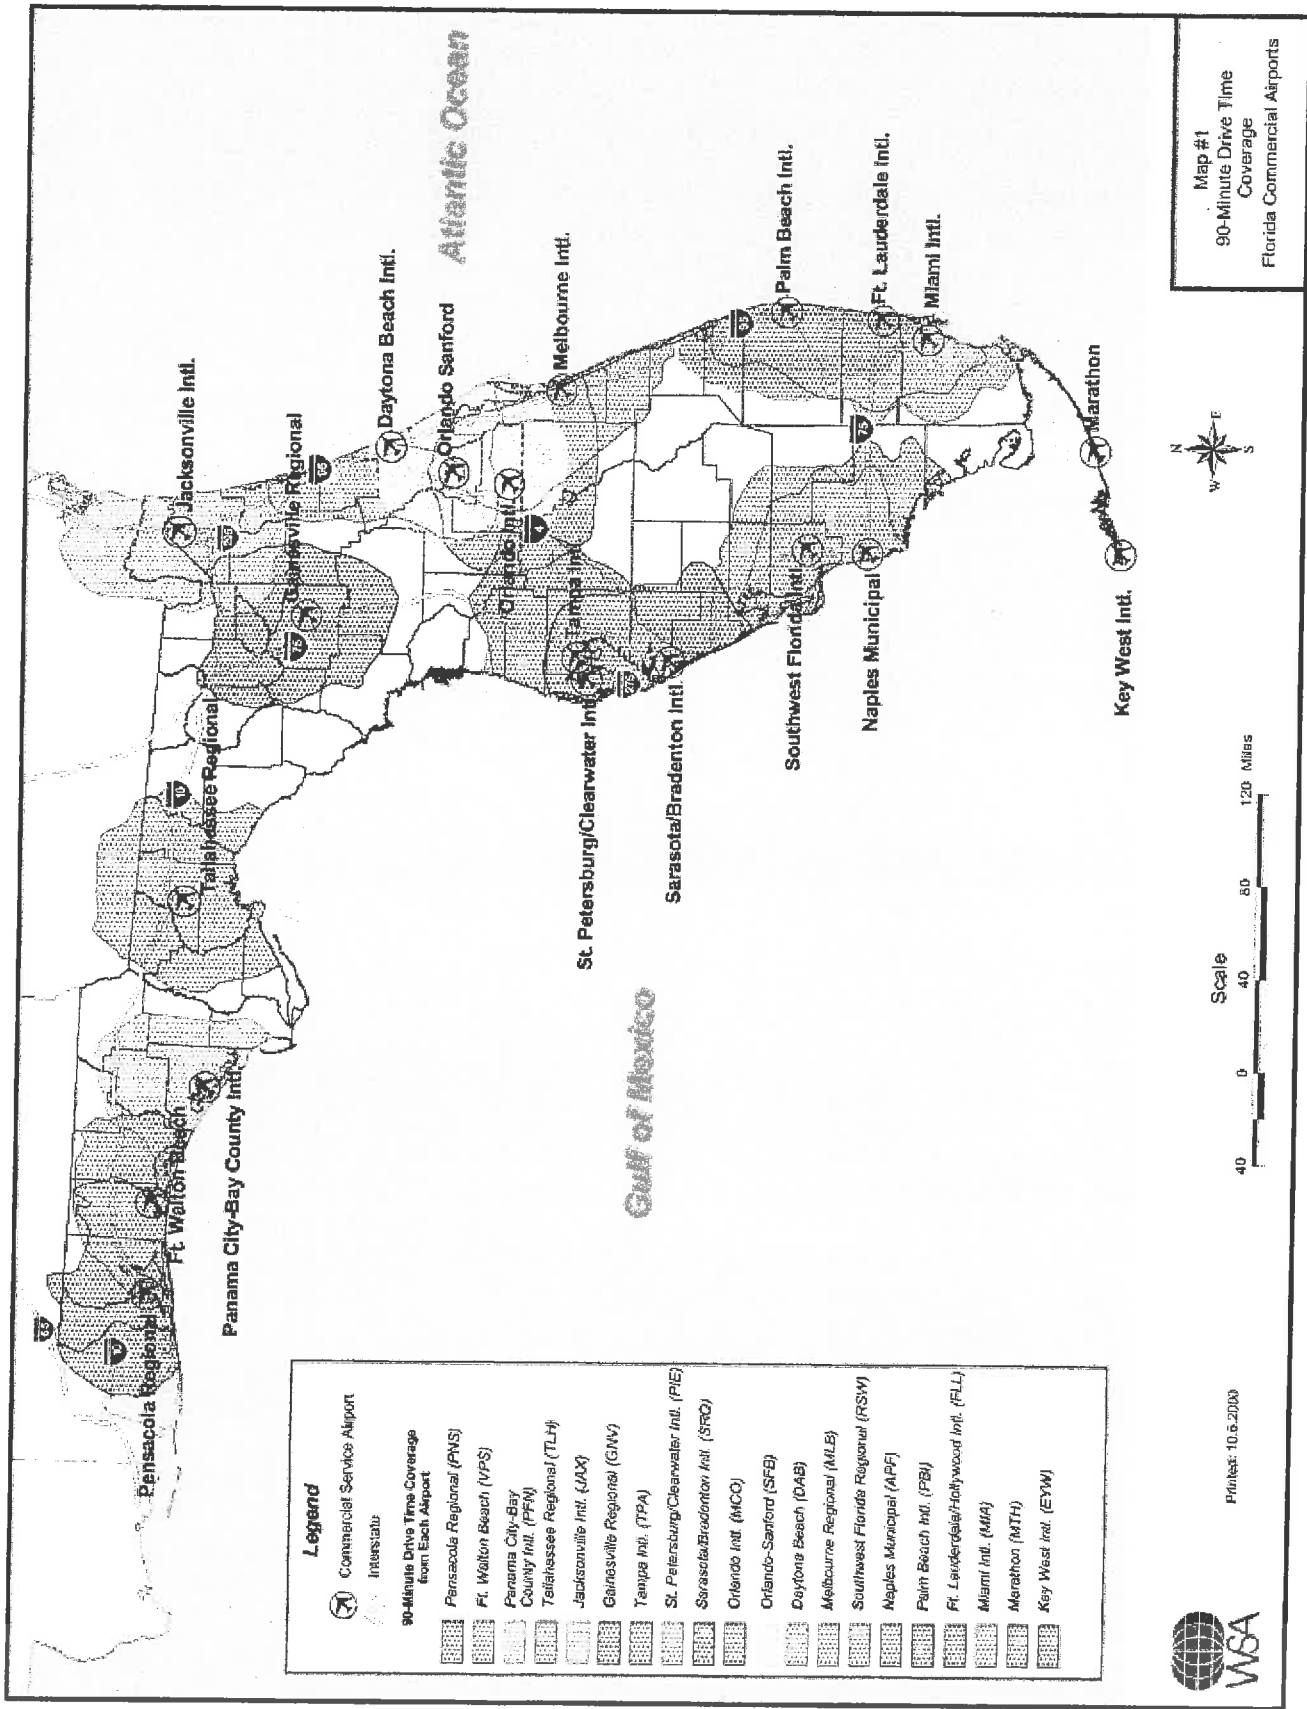 Map #1
90-Minute Drive Time
Coverage
Florida Commercial Airports
Atlantic Ocean
Gulf of Mexico
Pensacola Regional
Ft. Walton Beach
Panama City-Bay County Intl.
Tallahassee Regional
Jacksonville Intl.
Gainesville Regional
Daytona Beach Intl.
Orlando Sanford
Orlando Intl.
Melbourne Intl.
Tampa Intl.
St. Petersburg/Clearwater Intl.
Sarasota/Bradenton Intl.
Palm Beach Intl.
Ft. Lauderdale Intl.
Miami Intl.
Southwest Florida Intl.
Naples Municipal
Marathon
Key West Intl.
10
75
4
75
N
W E
S
Legend
Commercial Service Airport
Interstate
90-Minute Drive Time Coverage
from Each Airport
Pensacola Regional (PNS)
Ft. Walton Beach (VPS)
Panama City-Bay
County Intl. (PFN)
Tallahassee Regional (TLH)
Jacksonville Intl. (JAX)
Gainesville Regional (GNV)
Tampa Intl. (TPA)
St. Petersburg/Clearwater Intl. (PIE)
Sarasota/Bradenton Intl. (SRQ)
Orlando Intl. (MCO)
Orlando-Sanford (SFB)
Daytona Beach (DAB)
Melbourne Regional (MLB)
Southwest Florida Regional (RSW)
Naples Municipal (APF)
Palm Beach Intl. (PBI)
Ft. Lauderdale/Hollywood Intl. (FLL)
Miami Intl. (MIA)
Marathon (MTH)
Key West Intl. (EYW)
Scale
40 0 40 80 120 Miles
WSA
Printed: 10.6.2000